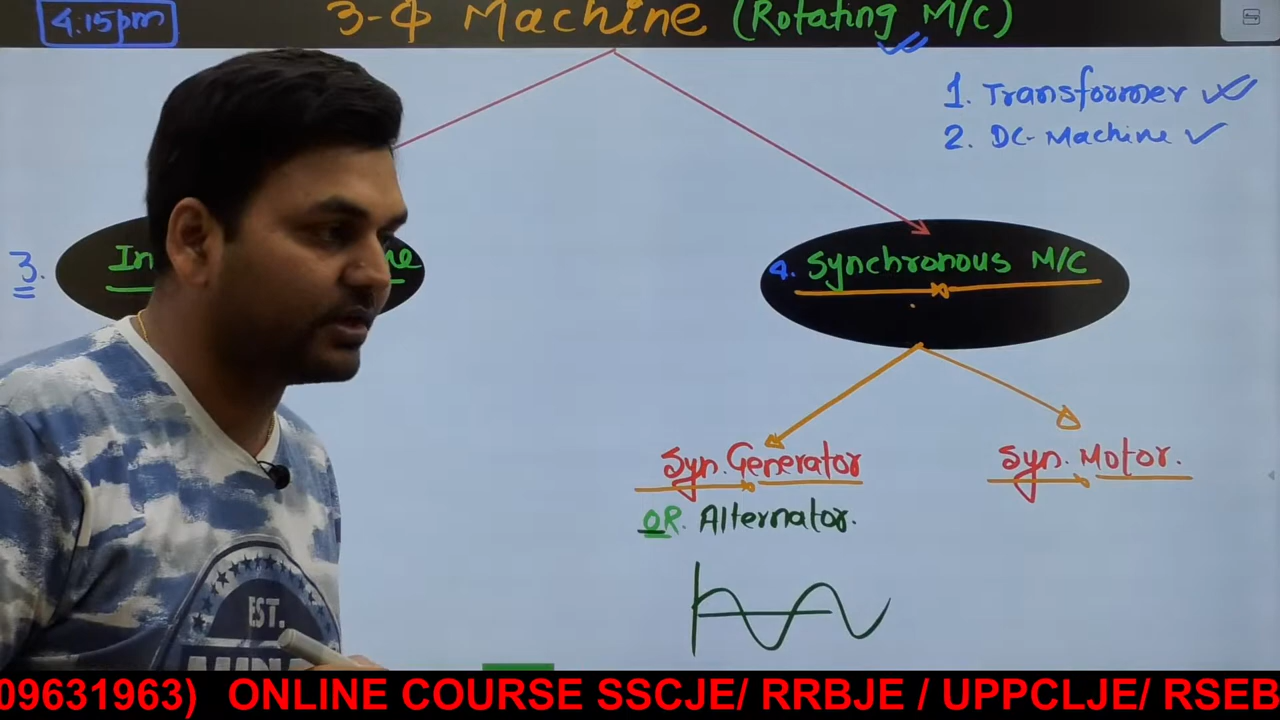 4.15pm
3-Φ Machine (Rotating M/C)
1. Transformer
2. DC-Machine
3.
4. Synchronous M/C
Syn. Generator
OR. Alternator.
Syn. Motor.
EST.
09631963) ONLINE COURSE SSCJE/ RRBJE / UPPCLJE/ RSEB